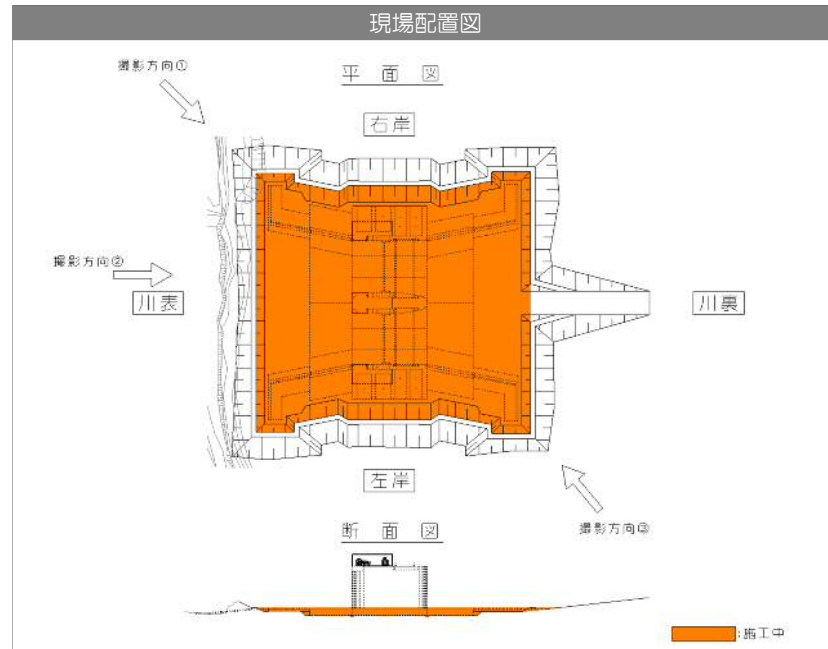 現場配置図
撮影方向①
平面図
右岸
撮影方向②
川表
川裏
左岸
撮影方向③
断面図
:施工中